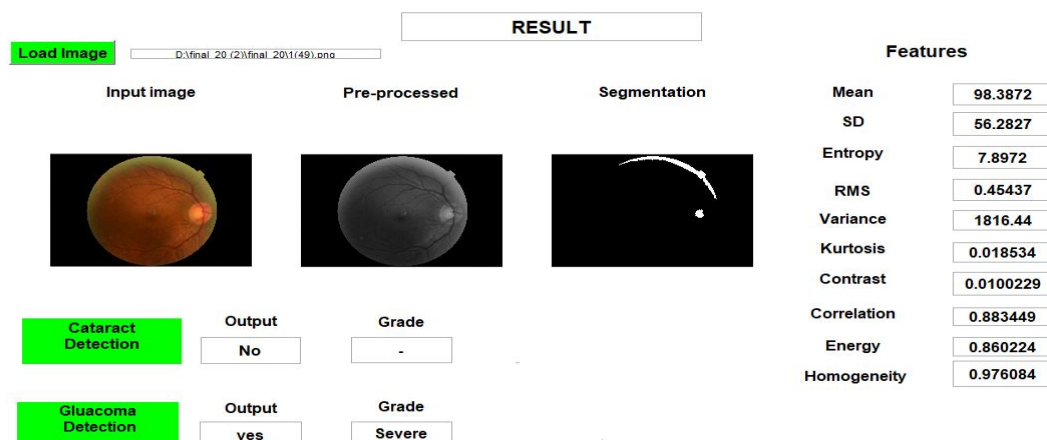 RESULT
Load Image D:\final_20 (2)\final_20\1(49).png
Features
Input image Pre-processed Segmentation
Mean 98.3872
SD 56.2827
Entropy 7.8972
RMS 0.45437
Variance 1816.44
Kurtosis 0.018534
Contrast 0.0100229
Correlation 0.883449
Energy 0.860224
Homogeneity 0.976084
Cataract
Detection
Output Grade
No -
Gluacoma
Detection
Output Grade
yes Severe